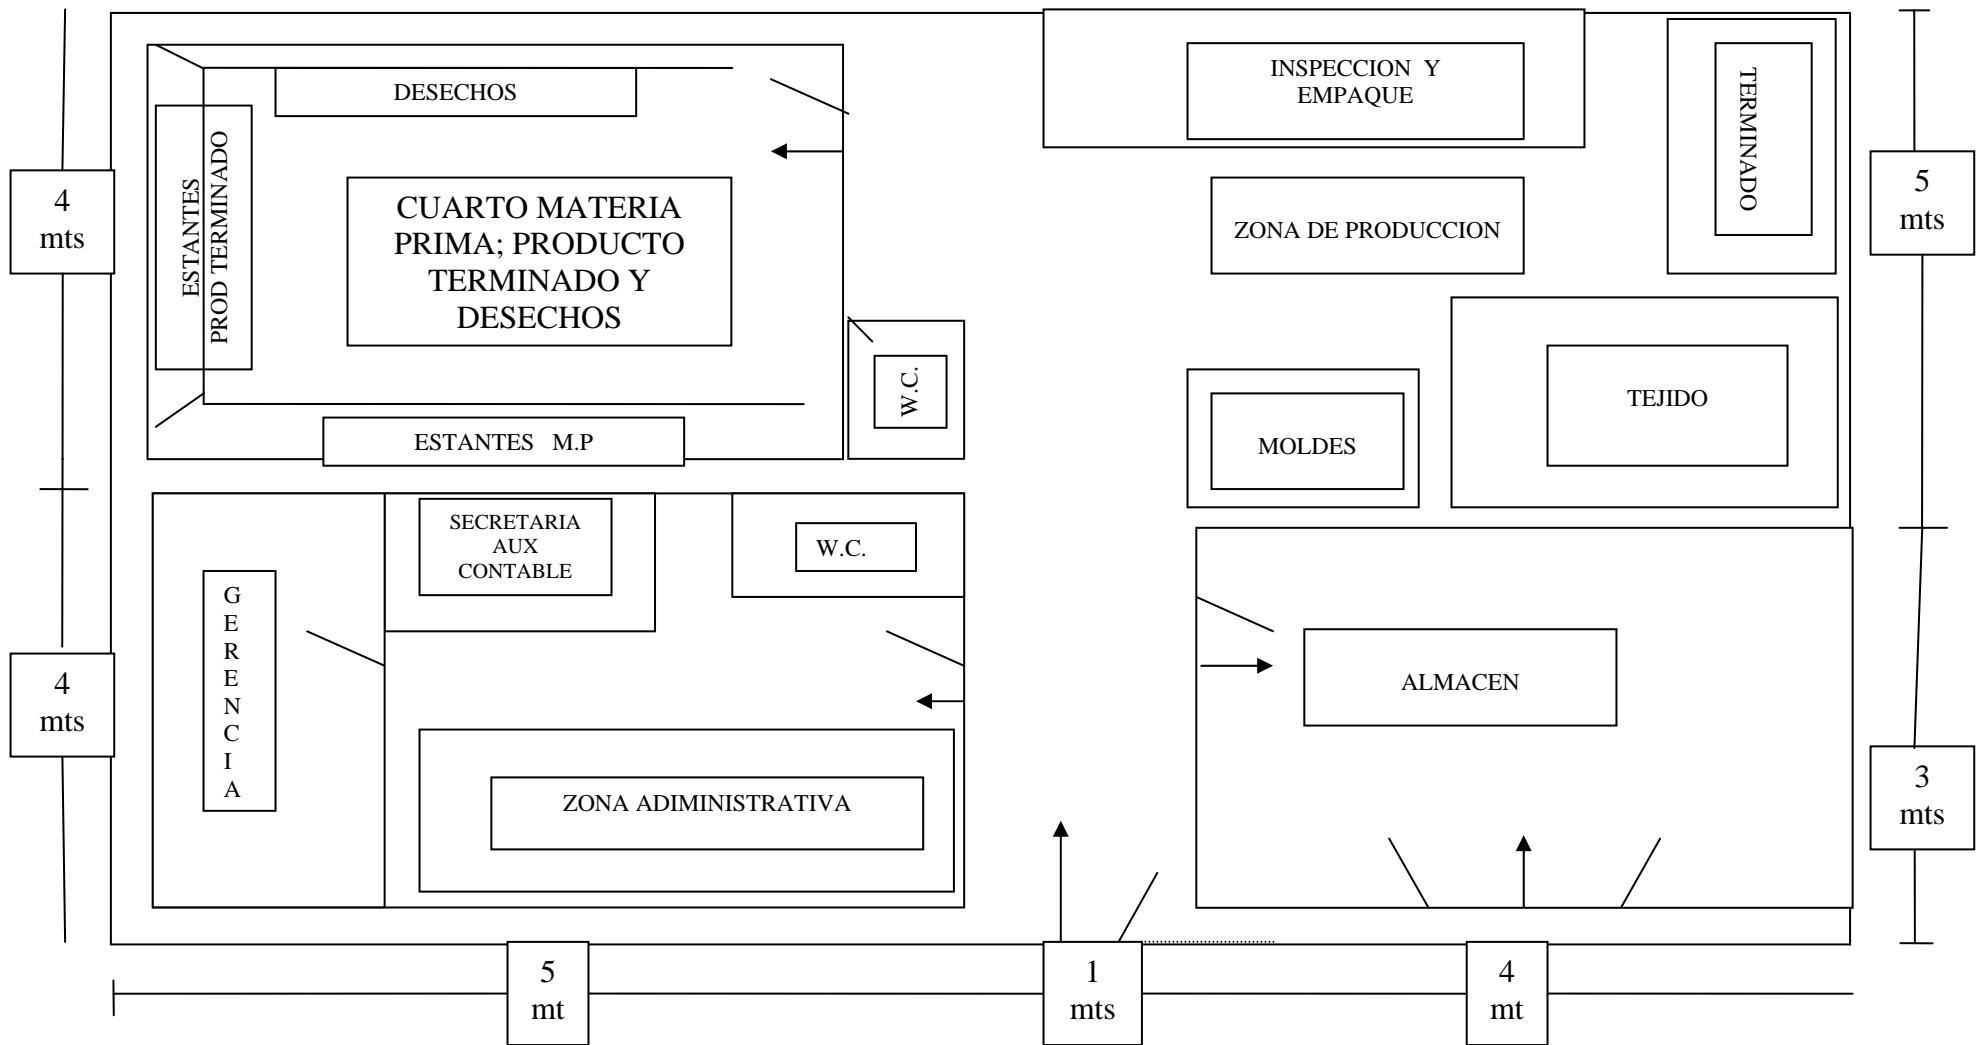 DESECHOS
INSPECCION Y
EMPAQUE
TERMINADO
4
mts
ESTANTES
PROD TERMINADO
CUARTO MATERIA
PRIMA; PRODUCTO
TERMINADO Y
DESECHOS
ZONA DE PRODUCCION
5
mts
W.C.
TEJIDO
MOLDES
ESTANTES M.P
SECRETARIA
AUX
CONTABLE
W.C.
GERENCIA
4
mts
ALMACEN
ZONA ADIMINISTRATIVA
3
mts
5
mt
1
mts
4
mt